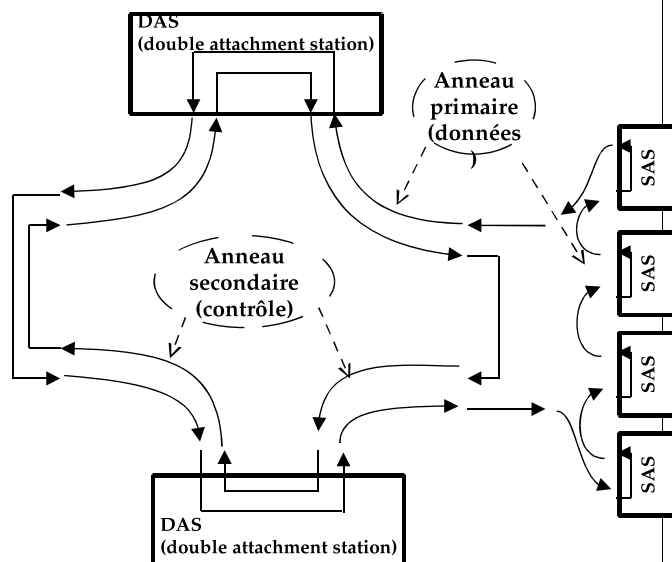 DAS
(double attachment station)
Anneau
primaire
(données
)
SAS
SAS
Anneau
secondaire
(contrôle)
SAS
SAS
DAS
(double attachment station)